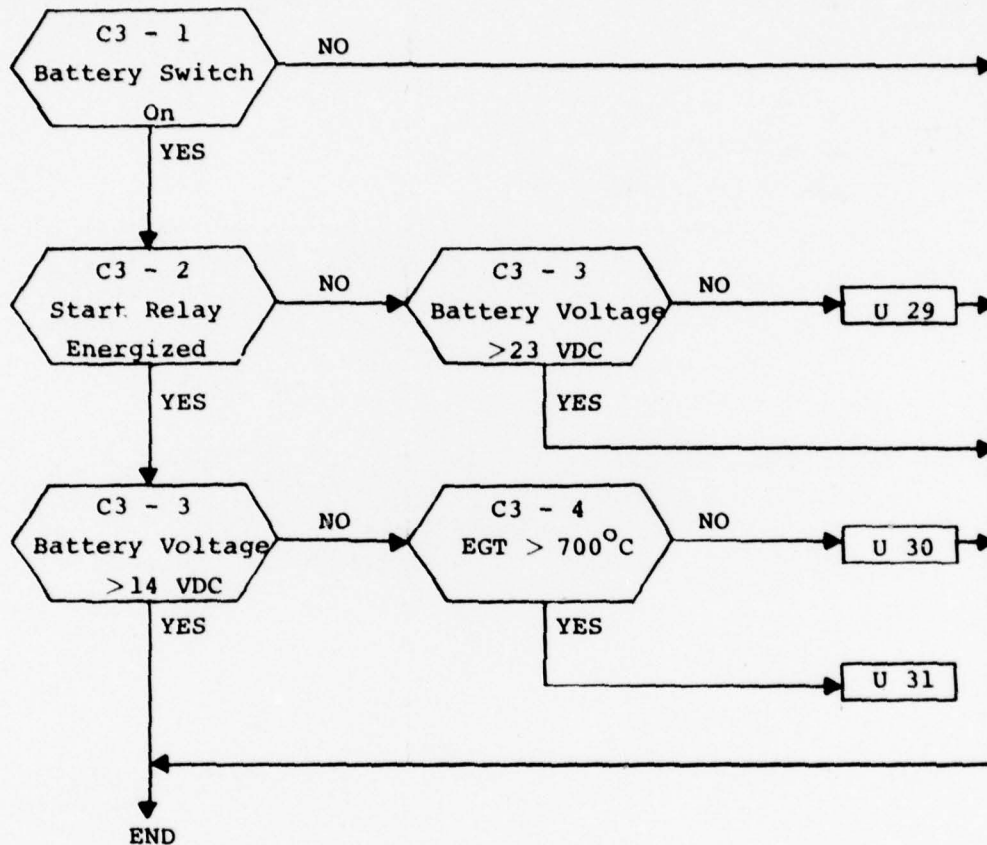 C3 - 1
Battery Switch
On
NO
YES
C3 - 2
Start Relay
Energized
NO
C3 - 3
Battery Voltage
>23 VDC
NO
U 29
YES
YES
C3 - 3
Battery Voltage
>14 VDC
NO
C3 - 4
EGT > 700°C
NO
U 30
YES
YES
U 31
END